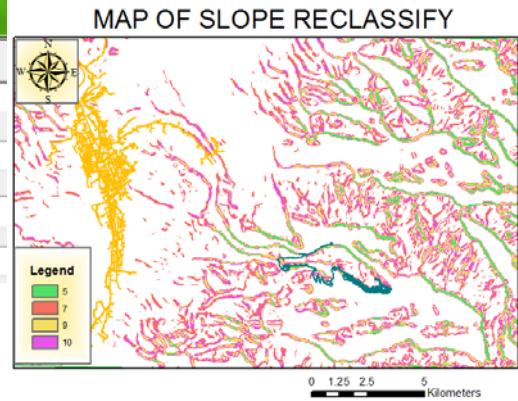 MAP OF SLOPE RECLASSIFY
N
W E
S
Legend
5
7
9
10
0 1.25 2.5 5
Kilometers